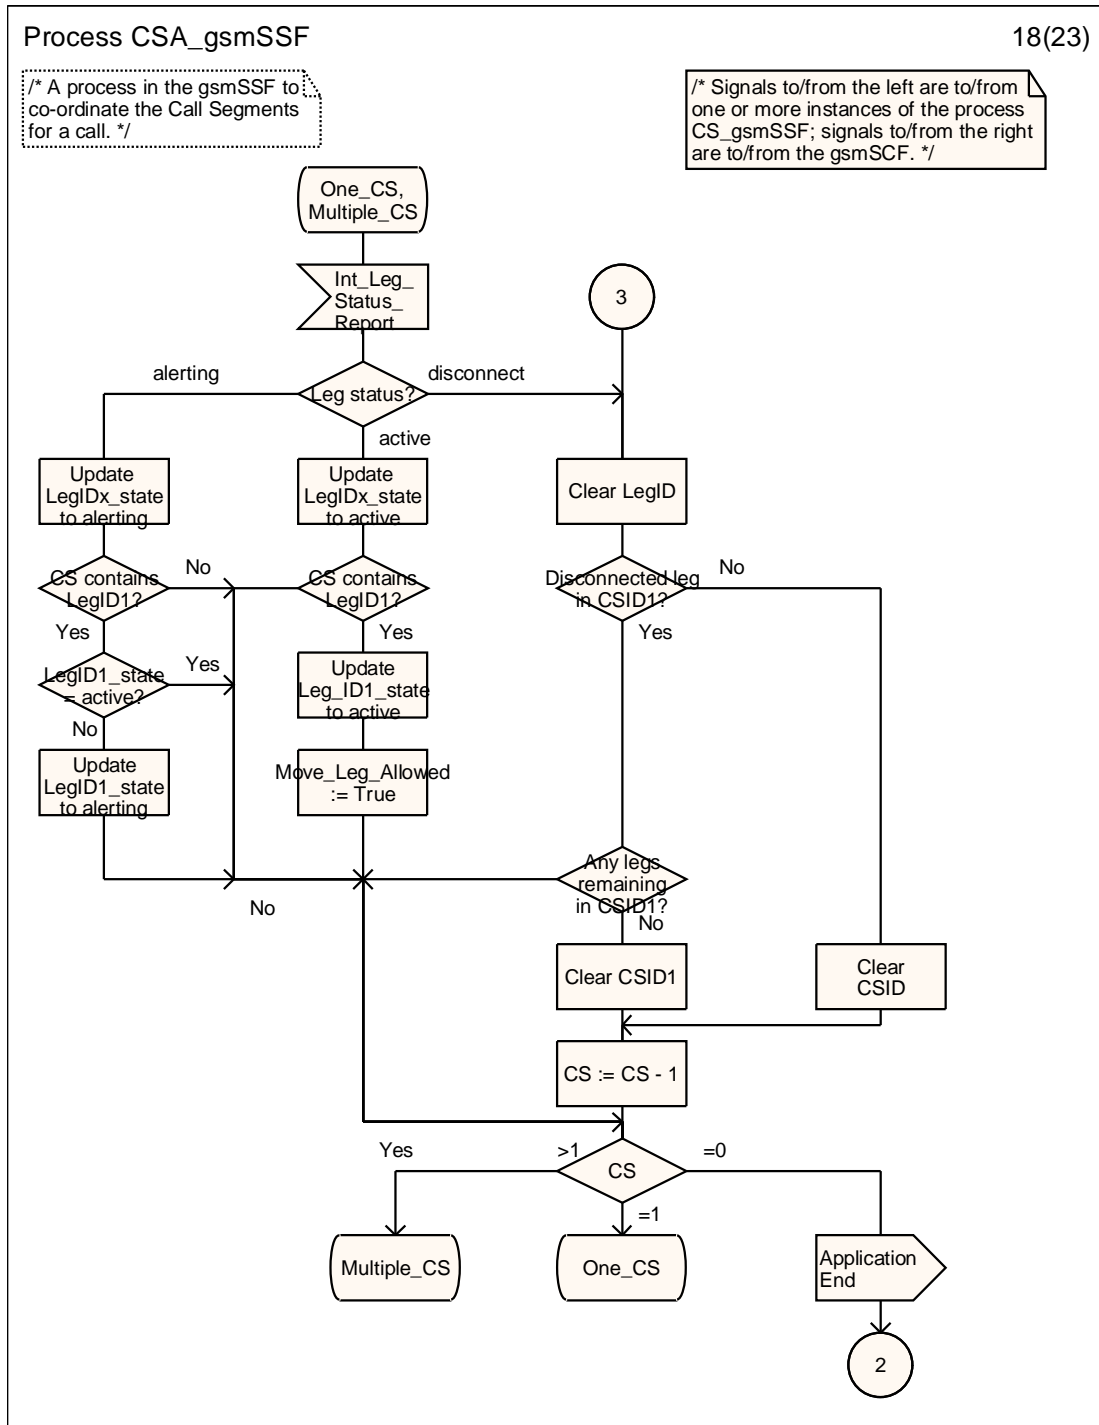 Process CSA_gsmSSF
18(23)
/* A process in the gsmSSF to
co-ordinate the Call Segments
for a call. */
/* Signals to/from the left are to/from
one or more instances of the process
CS_gsmSSF; signals to/from the right
are to/from the gsmSCF. */
One_CS,
Multiple_CS
Int_Leg_
Status_
Report
3
alerting
Leg status?
disconnect
active
Update
LegIDx_state
to alerting
Update
LegIDx_state
to active
Clear LegID
CS contains
LegID1?
No
CS contains
LegID1?
Disconnected leg
in CSID1?
No
Yes
Yes
Yes
LegID1_state
= active?
Yes
Update
Leg_ID1_state
to active
No
Update
LegID1_state
to alerting
Move_Leg_Allowed
:= True
Any legs
remaining
in CSID1?
No
No
Clear CSID1
Clear
CSID
CS := CS - 1
Yes
>1
CS
=0
=1
Multiple_CS
One_CS
Application
End
2